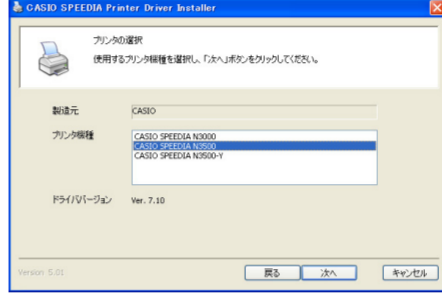 CASIO SPEEDIA Printer Driver Installer
プリンタの選択
使用するプリンタ機種を選択し、「次へ」ボタンをクリックしてください。
製造元 CASIO
プリンタ機種 CASIO SPEEDIA N3000
CASIO SPEEDIA N3500
CASIO SPEEDIA N3500-Y
ドライババージョン Ver. 7.10
Version 5.01
戻る 次へ キャンセル